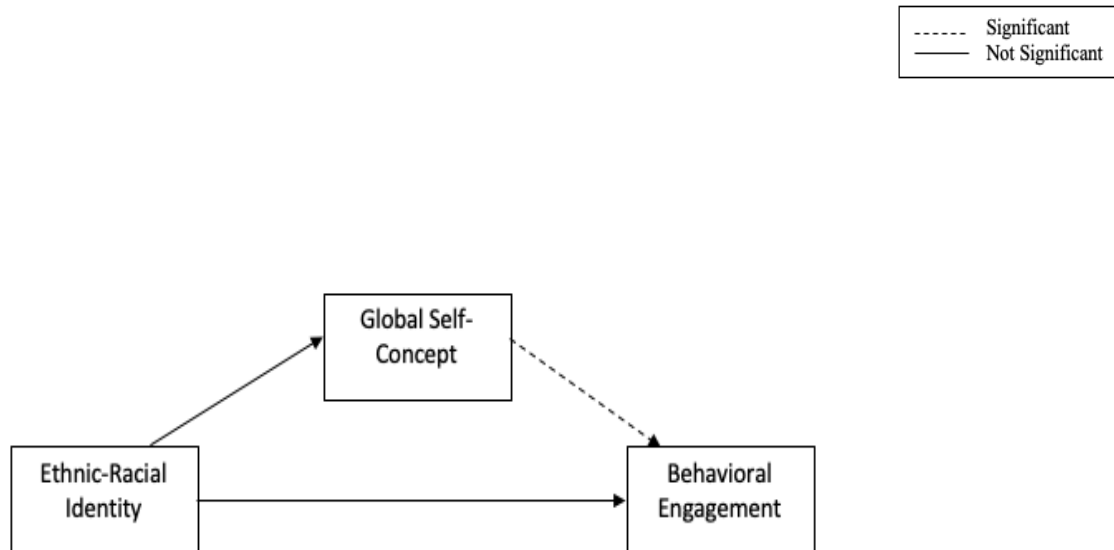 Significant
Not Significant
Global Self-
Concept
Ethnic-Racial
Identity
Behavioral
Engagement